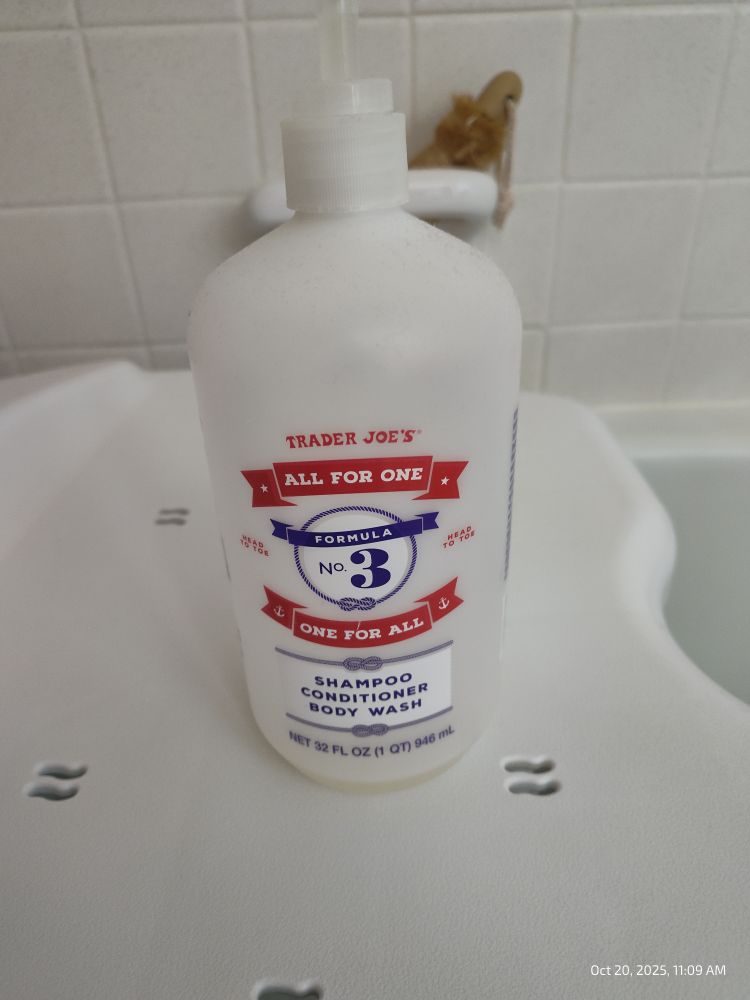 TRADER JOE'S®
ALL FOR ONE
FORMULA
No. 3
HEAD
TO TOE
HEAD
TO TOE
ONE FOR ALL
SHAMPOO
CONDITIONER
BODY WASH
NET 32 FL OZ (1 QT) 946 mL
Oct 20, 2025, 11:09 AM